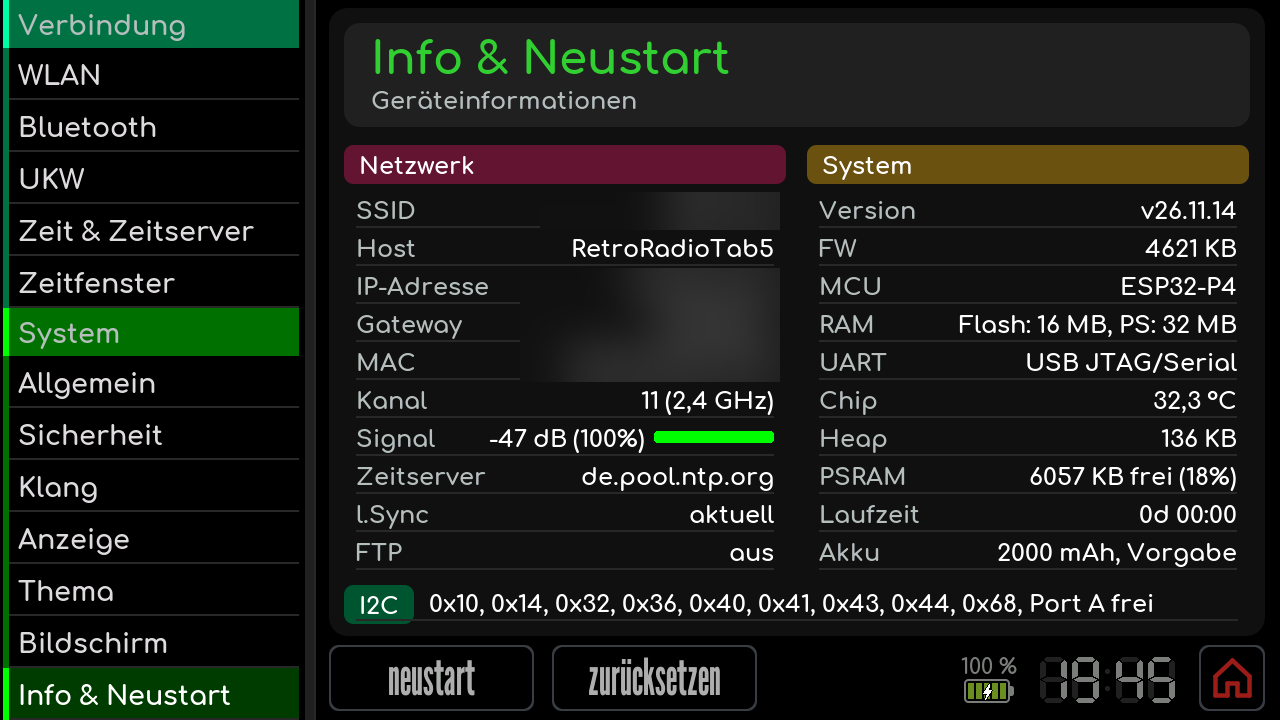 Verbindung
WLAN
Bluetooth
UKW
Zeit & Zeitserver
Zeitfenster
System
Allgemein
Sicherheit
Klang
Anzeige
Thema
Bildschirm
Info & Neustart
Info & Neustart
Geräteinformationen
Netzwerk
SSID
Host RetroRadioTab5
IP-Adresse
Gateway
MAC
Kanal 11 (2,4 GHz)
Signal -47 dB (100%)
Zeitserver de.pool.ntp.org
l.Sync aktuell
FTP aus
System
Version v26.11.14
FW 4621 KB
MCU ESP32-P4
RAM Flash: 16 MB, PS: 32 MB
UART USB JTAG/Serial
Chip 32,3 °C
Heap 136 KB
PSRAM 6057 KB frei (18%)
Laufzeit 0d 00:00
Akku 2000 mAh, Vorgabe
I2C 0x10, 0x14, 0x32, 0x36, 0x40, 0x41, 0x43, 0x44, 0x68, Port A frei
neustart
zurücksetzen
100 %
19:45